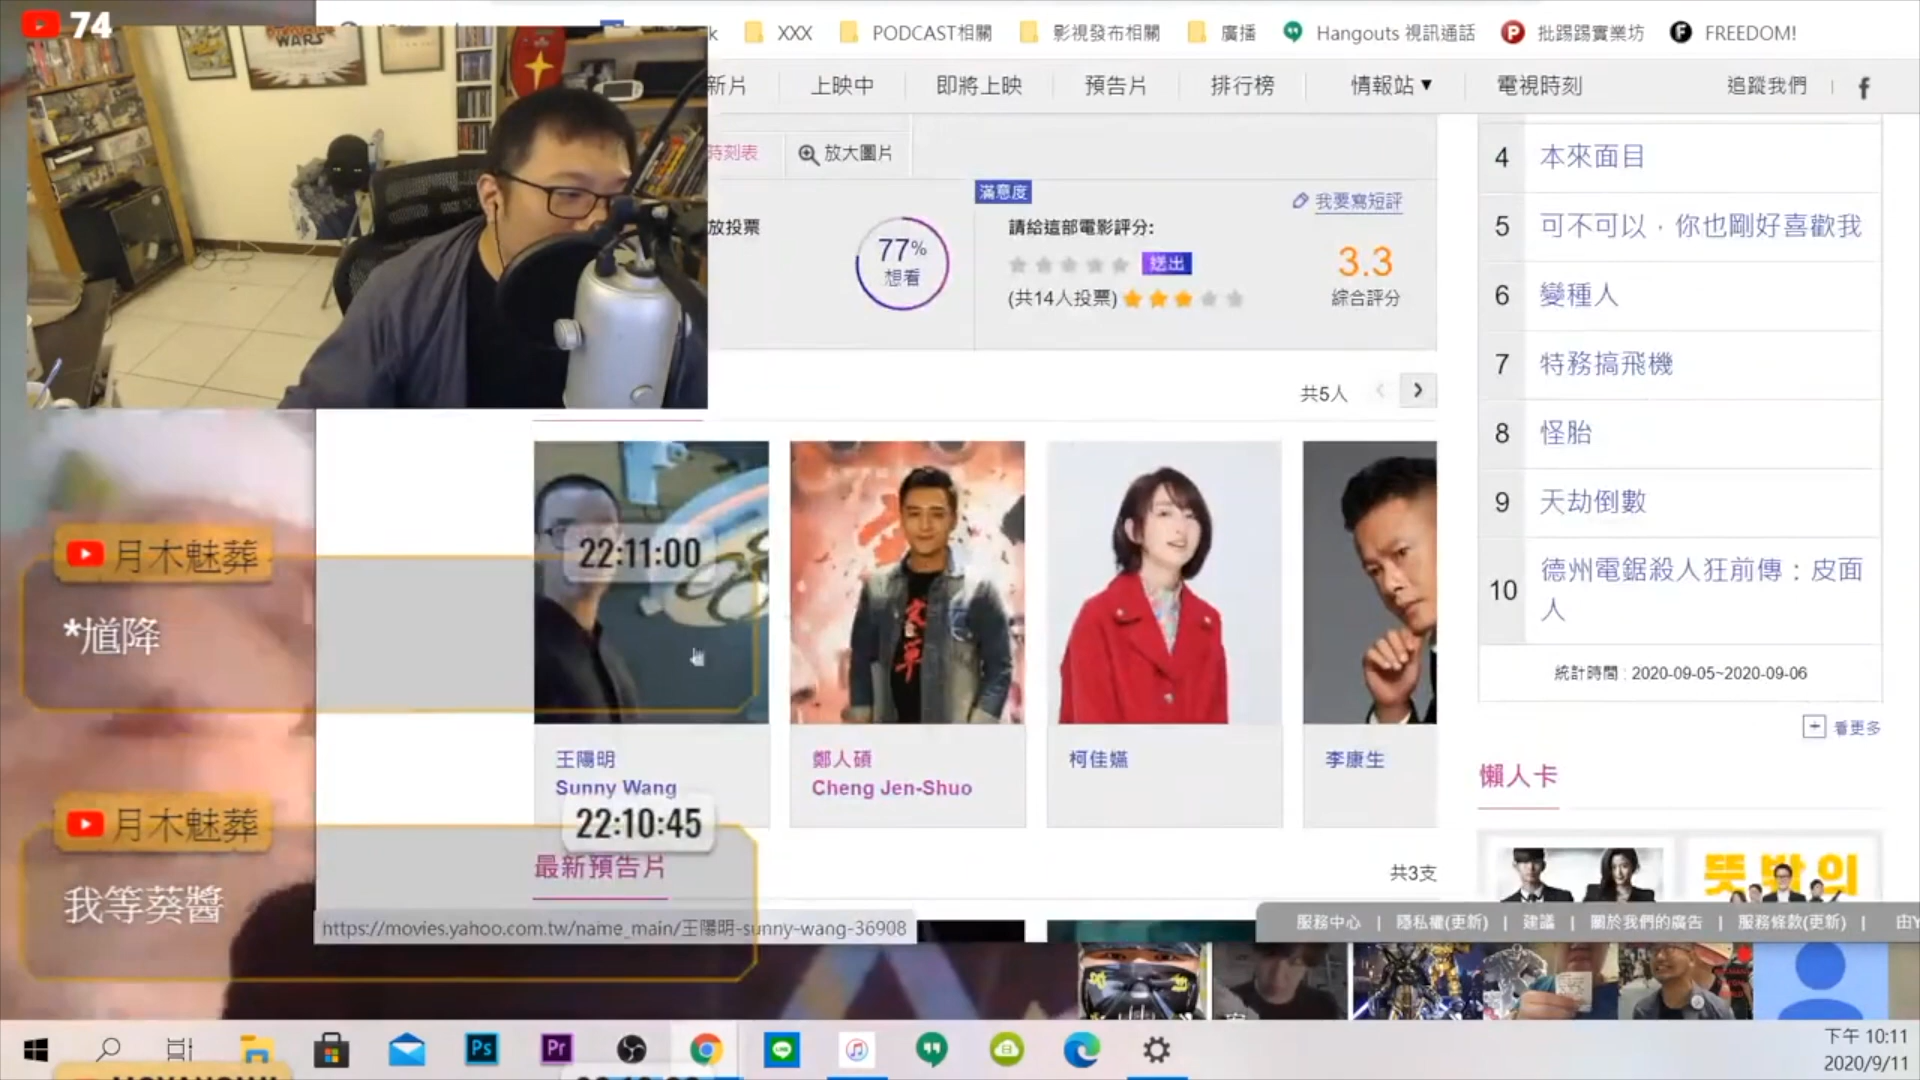 74
WARS
k
XXX
PODCAST相關
影視發布相關
廣播
Hangouts 視訊通話
批踢踢實業坊
FREEDOM!
新片
上映中
即將上映
預告片
排行榜
情報站▼
電視時刻
追蹤我們
時刻表
放大圖片
放投票
77%
想看
滿意度
請給這部電影評分:
送出
(共14人投票)
我要寫短評
3.3
綜合評分
4 本來面目
5 可不可以，你也剛好喜歡我
6 變種人
7 特務搞飛機
8 怪胎
9 天劫倒數
10 德州電鋸殺人狂前傳：皮面
人
統計時間 : 2020-09-05~2020-09-06
看更多
懶人卡
共5人
王陽明
Sunny Wang
鄭人碩
Cheng Jen-Shuo
柯佳嬿
李康生
最新預告片
共3支
月木魅葬
22:11:00
*馗降
月木魅葬
22:10:45
我等葵醬
https://movies.yahoo.com.tw/name_main/王陽明-sunny-wang-36908
服務中心 | 隱私權(更新) | 建議 | 關於我們的廣告 | 服務條款(更新) | 由Y
Ps
Pr
下午 10:11
2020/9/11